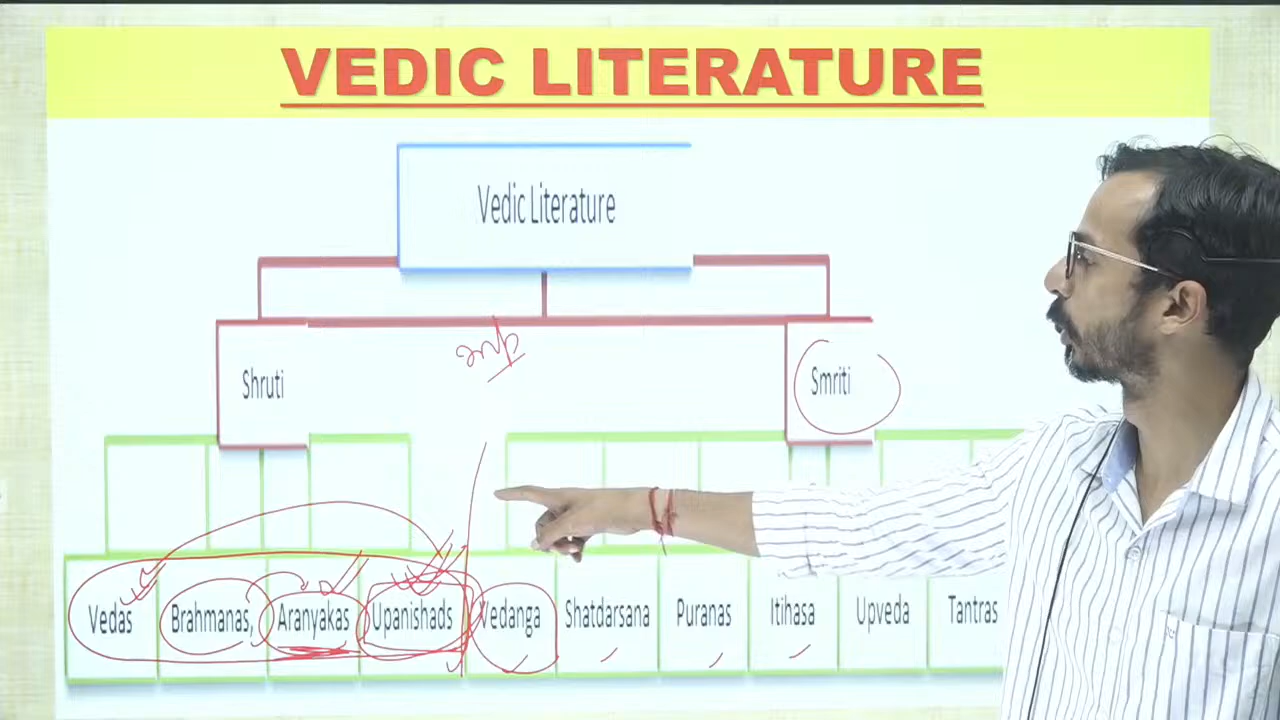 VEDIC LITERATURE
Vedic Literature
Shruti
Smriti
Vedas
Brahmanas,
Aranyakas
Upanishads
Vedanga
Shatdarsana
Puranas
Itihasa
Upveda
Tantras